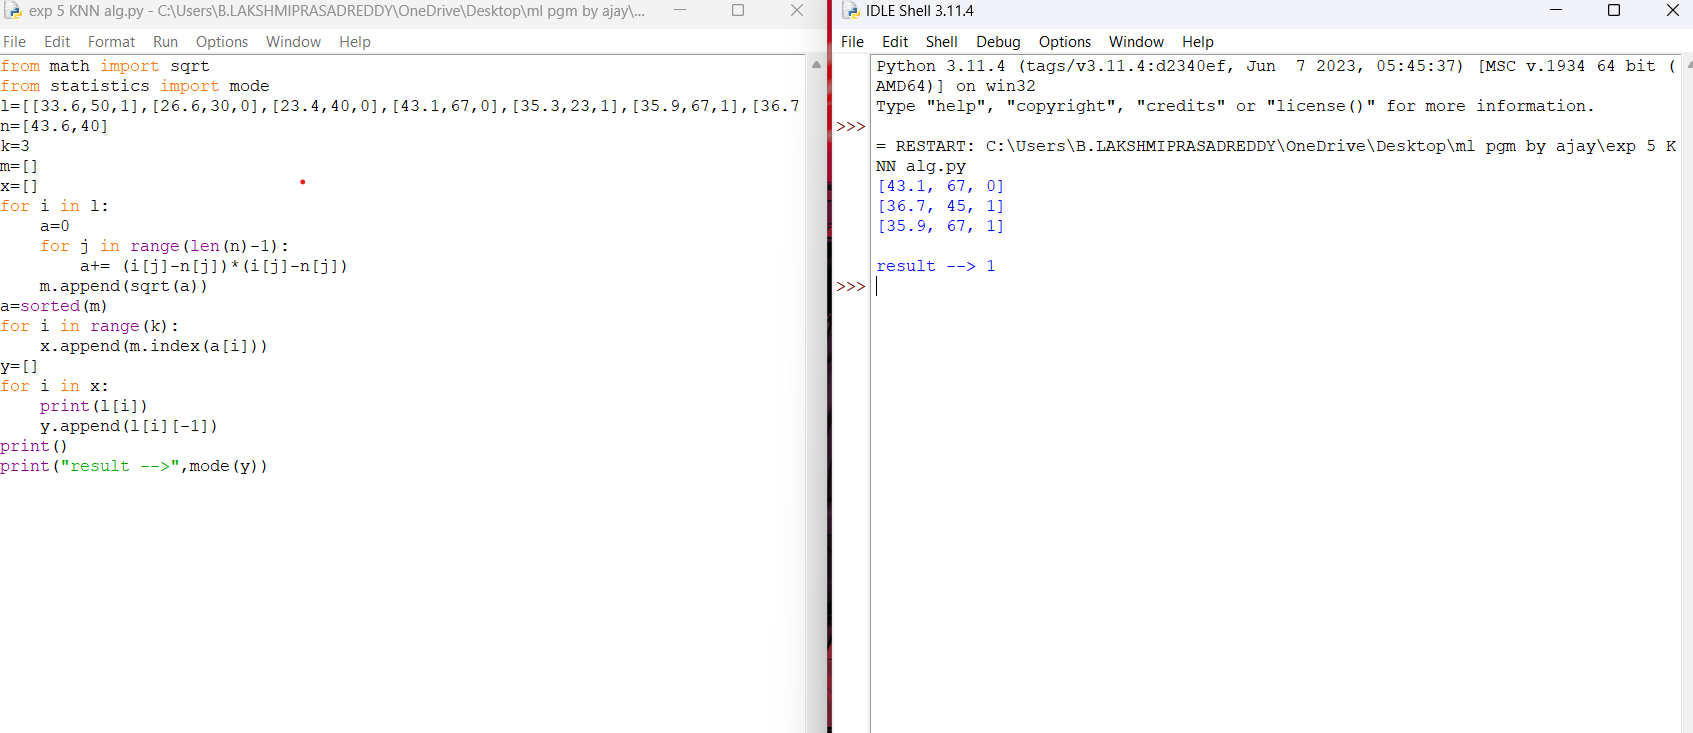 exp 5 KNN alg.py - C:\Users\B.LAKSHMIPRASADREDDY\OneDrive\Desktop\ml pgm by ajay\...
File Edit Format Run Options Window Help
from math import sqrt
from statistics import mode
l=[[33.6,50,1],[26.6,30,0],[23.4,40,0],[43.1,67,0],[35.3,23,1],[35.9,67,1],[36.7
n=[43.6,40]
k=3
m=[]
x=[]
for i in l:
    a=0
    for j in range(len(n)-1):
        a+= (i[j]-n[j])*(i[j]-n[j])
    m.append(sqrt(a))
a=sorted(m)
for i in range(k):
    x.append(m.index(a[i]))
y=[]
for i in x:
    print(l[i])
    y.append(l[i][-1])
print()
print("result -->",mode(y))
IDLE Shell 3.11.4
File Edit Shell Debug Options Window Help
Python 3.11.4 (tags/v3.11.4:d2340ef, Jun  7 2023, 05:45:37) [MSC v.1934 64 bit (
AMD64)] on win32
Type "help", "copyright", "credits" or "license()" for more information.
>>>
= RESTART: C:\Users\B.LAKSHMIPRASADREDDY\OneDrive\Desktop\ml pgm by ajay\exp 5 K
NN alg.py
[43.1, 67, 0]
[36.7, 45, 1]
[35.9, 67, 1]
result --> 1
>>>